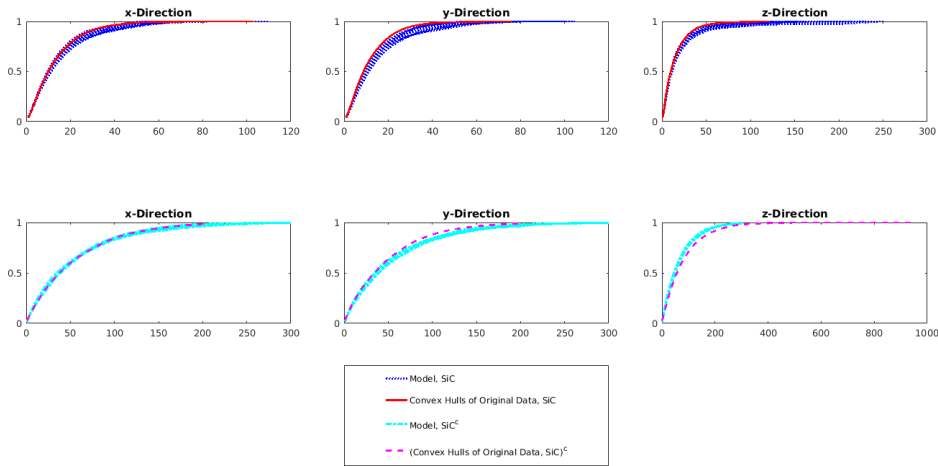 x-Direction y-Direction z-Direction
1 1 1
0.5 0.5 0.5
0 0 0
0 20 40 60 80 100 120 0 20 40 60 80 100 120 0 50 100 150 200 250 300
x-Direction y-Direction z-Direction
1 1 1
0.5 0.5 0.5
0 0 0
0 50 100 150 200 250 300 0 50 100 150 200 250 300 0 200 400 600 800 1000
Model, SiC
Convex Hulls of Original Data, SiC
Model, SiC^c
(Convex Hulls of Original Data, SiC)^c